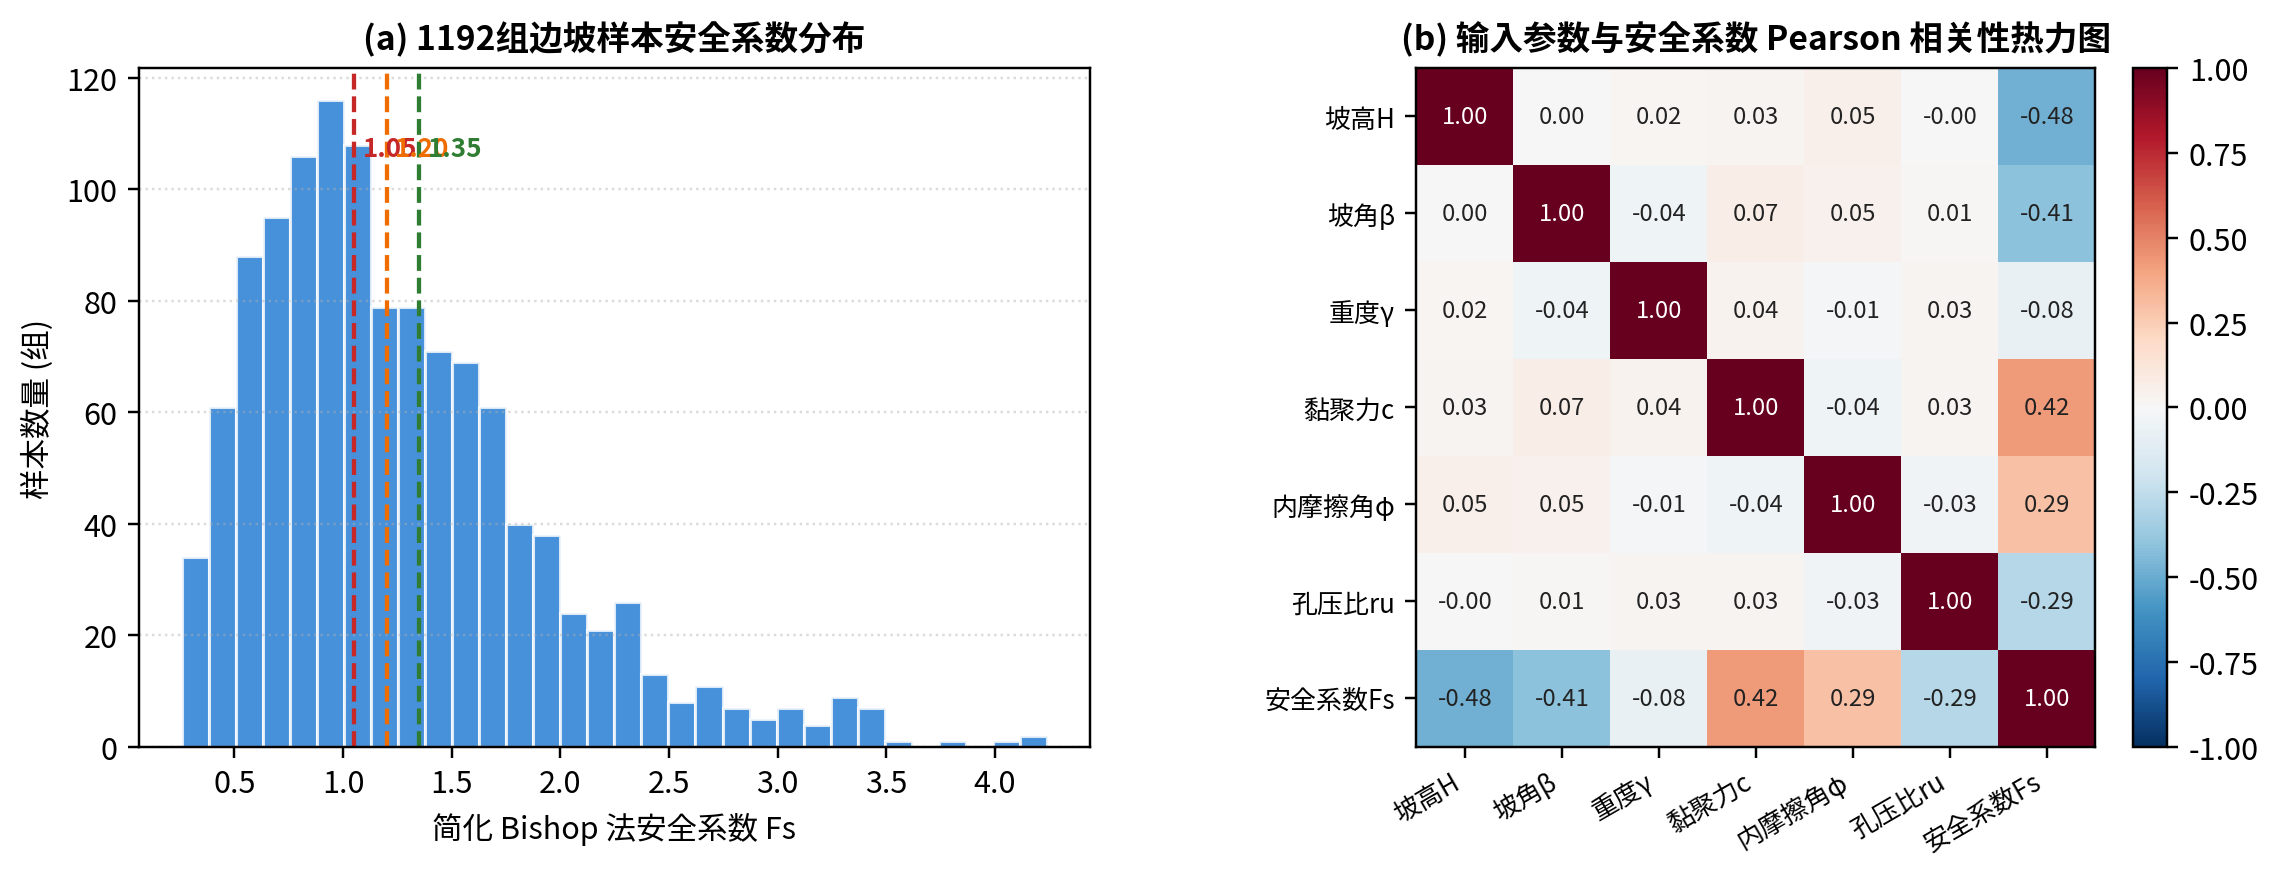 (a) 1192组边坡样本安全系数分布
120
100
80
60
40
20
0
样本数量 (组)
1.05
1.20
1.35
0.5 1.0 1.5 2.0 2.5 3.0 3.5 4.0
简化 Bishop 法安全系数 Fs
(b) 输入参数与安全系数 Pearson 相关性热力图
坡高H 1.00 0.00 0.02 0.03 0.05 -0.00 -0.48
坡角β 0.00 1.00 -0.04 0.07 0.05 0.01 -0.41
重度γ 0.02 -0.04 1.00 0.04 -0.01 0.03 -0.08
黏聚力c 0.03 0.07 0.04 1.00 -0.04 0.03 0.42
内摩擦角φ 0.05 0.05 -0.01 -0.04 1.00 -0.03 0.29
孔压比ru -0.00 0.01 0.03 0.03 -0.03 1.00 -0.29
安全系数Fs -0.48 -0.41 -0.08 0.42 0.29 -0.29 1.00
坡高H 坡角β 重度γ 黏聚力c 内摩擦角φ 孔压比ru 安全系数Fs
1.00
0.75
0.50
0.25
0.00
-0.25
-0.50
-0.75
-1.00